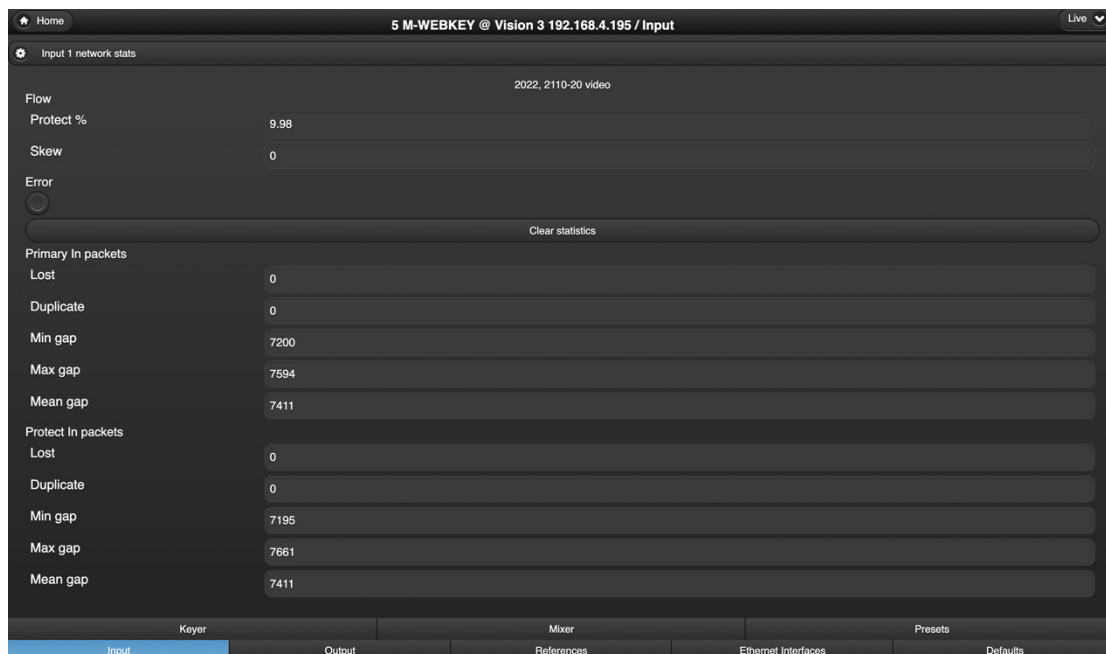 Home
5 M-WEBKEY @ Vision 3 192.168.4.195 / Input
Live
Input 1 network stats
2022, 2110-20 video
Flow
Protect % 9.98
Skew 0
Error
Clear statistics
Primary In packets
Lost 0
Duplicate 0
Min gap 7200
Max gap 7594
Mean gap 7411
Protect In packets
Lost 0
Duplicate 0
Min gap 7195
Max gap 7661
Mean gap 7411
Keyer Mixer Presets
Input Output References Ethernet Interfaces Defaults